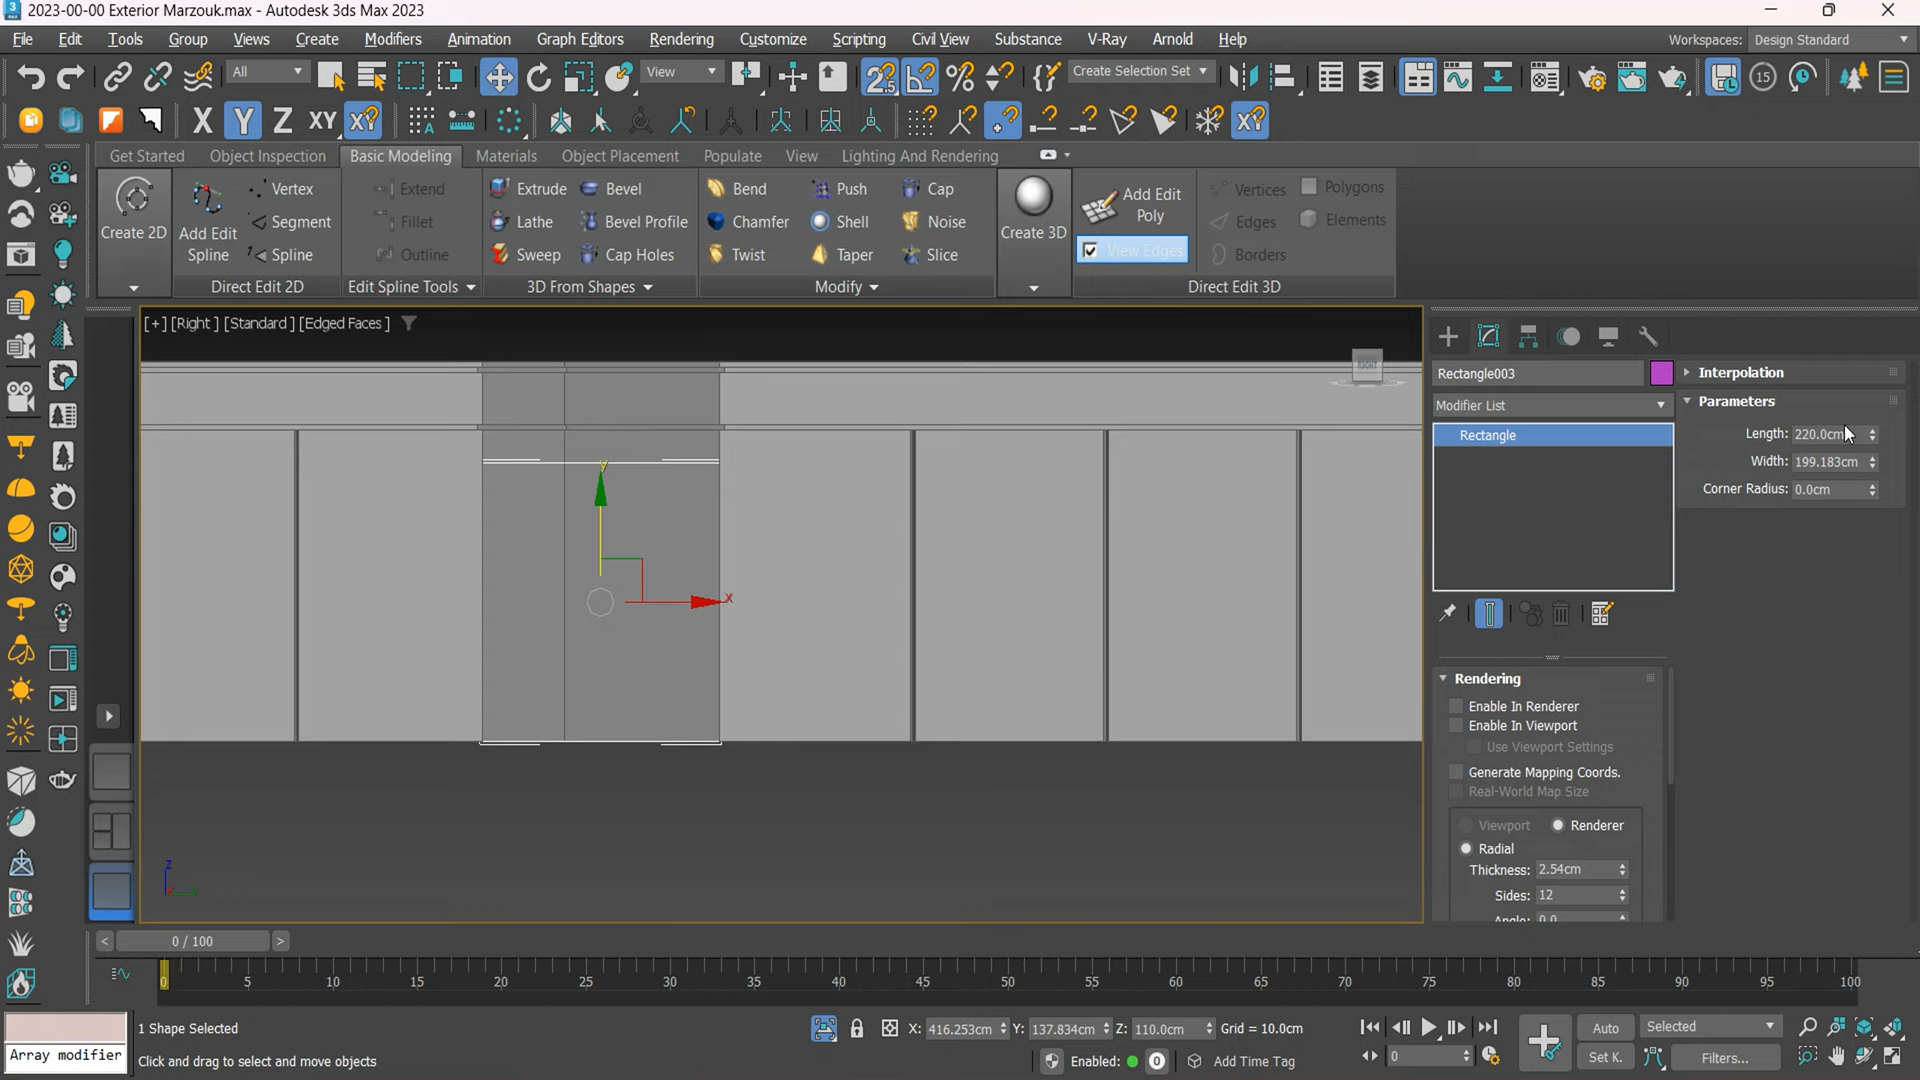 2023-00-00 Exterior Marzouk.max - Autodesk 3ds Max 2023
File Edit Tools Group Views Create Modifiers Animation Graph Editors Rendering Customize Scripting Civil View Substance V-Ray Arnold Help Workspaces: Design Standard
All View Create Selection Set 15
X Y Z XY XY
Get Started Object Inspection Basic Modeling Materials Object Placement Populate View Lighting And Rendering
Create 2D
Add Edit Spline
Vertex
Segment
Spline
Direct Edit 2D
Extend
Fillet
Outline
Edit Spline Tools
Extrude Bevel
Lathe Bevel Profile
Sweep Cap Holes
3D From Shapes
Bend Push Cap
Chamfer Shell Noise
Twist Taper Slice
Modify
Create 3D
Add Edit Poly
View Edges
Vertices Polygons
Edges Elements
Borders
Direct Edit 3D
[+] [Right ] [Standard ] [Edged Faces ]
RIGHT
y
x
z
Rectangle003
Modifier List
Rectangle
Interpolation
Parameters
Length: 220.0cm
Width: 199.183cm
Corner Radius: 0.0cm
Rendering
Enable In Renderer
Enable In Viewport
Use Viewport Settings
Generate Mapping Coords.
Real-World Map Size
Viewport Renderer
Radial
Thickness: 2.54cm
Sides: 12
Angle: 0.0
< 0 / 100 >
0 5 10 15 20 25 30 35 40 45 50 55 60 65 70 75 80 85 90 95 100
Array modifier
1 Shape Selected
Click and drag to select and move objects
X: 416.253cm Y: 137.834cm Z: 110.0cm Grid = 10.0cm
Enabled: 0 Add Time Tag
0
Auto Selected
Set K. Filters...